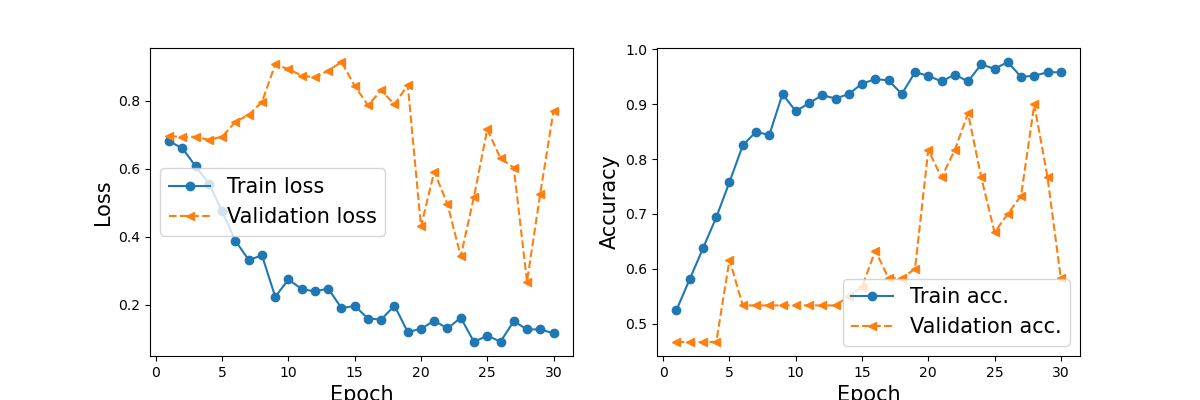 Loss
0.8
0.6
0.4
0.2
Train loss
Validation loss
0 5 10 15 20 25 30
Epoch
Accuracy
1.0
0.9
0.8
0.7
0.6
0.5
Train acc.
Validation acc.
0 5 10 15 20 25 30
Epoch